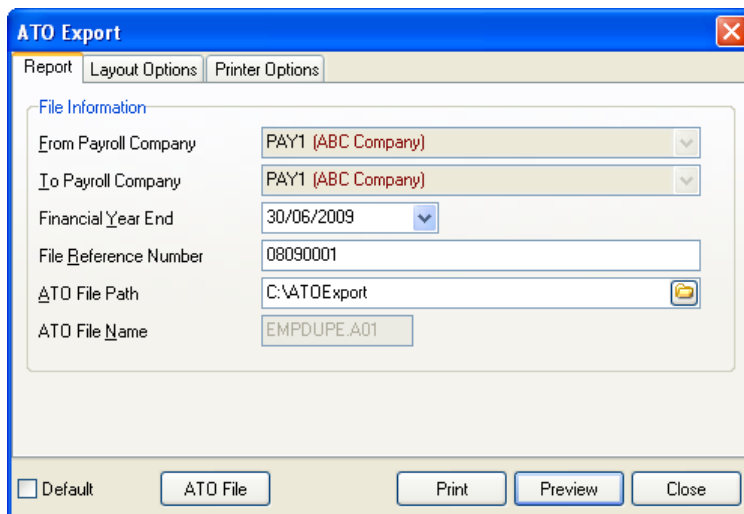 ATO Export
Report Layout Options Printer Options
File Information
From Payroll Company PAY1 (ABC Company)
To Payroll Company PAY1 (ABC Company)
Financial Year End 30/06/2009
File Reference Number 08090001
ATO File Path C:\ATOExport
ATO File Name EMPDUPE.A01
Default ATO File Print Preview Close